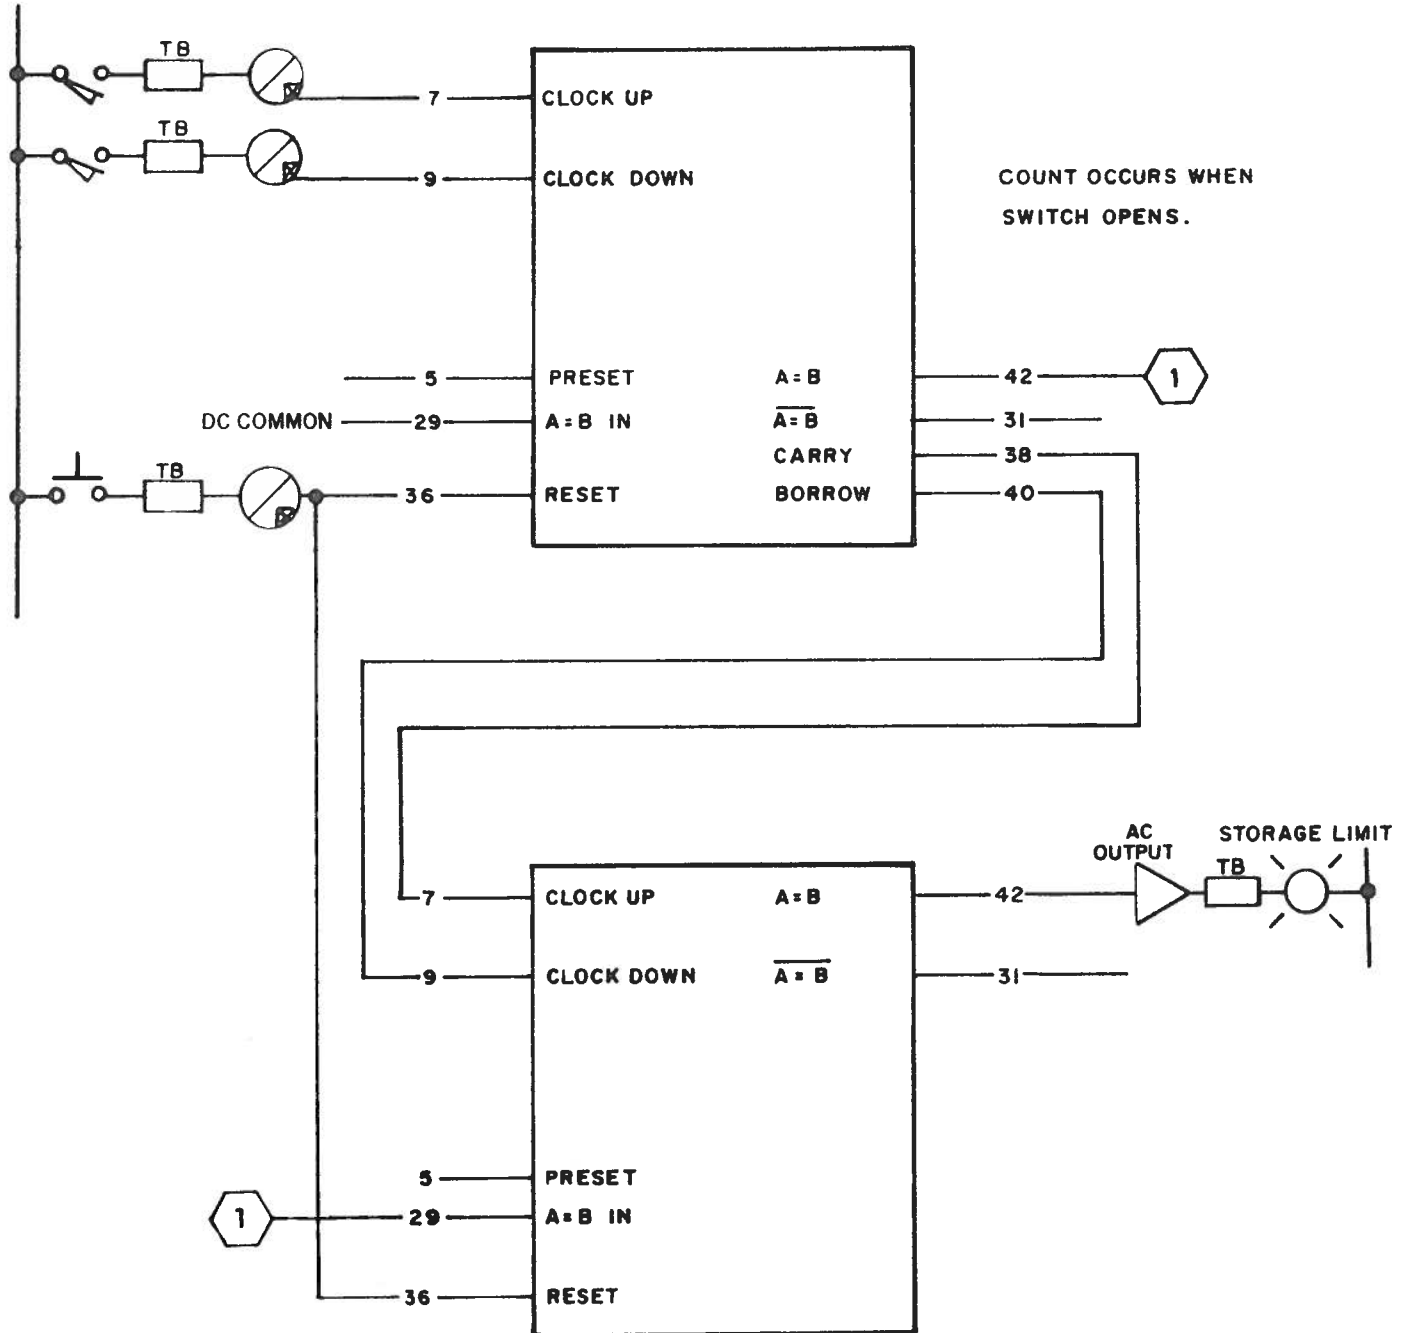 TB
7 CLOCK UP
TB
9 CLOCK DOWN
COUNT OCCURS WHEN
SWITCH OPENS.
5 PRESET A=B 42 1
DC COMMON 29 A=B IN A=B 31
CARRY 38
TB
36 RESET BORROW 40
AC
OUTPUT
STORAGE LIMIT
TB
7 CLOCK UP A=B 42
9 CLOCK DOWN A=B 31
5 PRESET
1 29 A=B IN
36 RESET